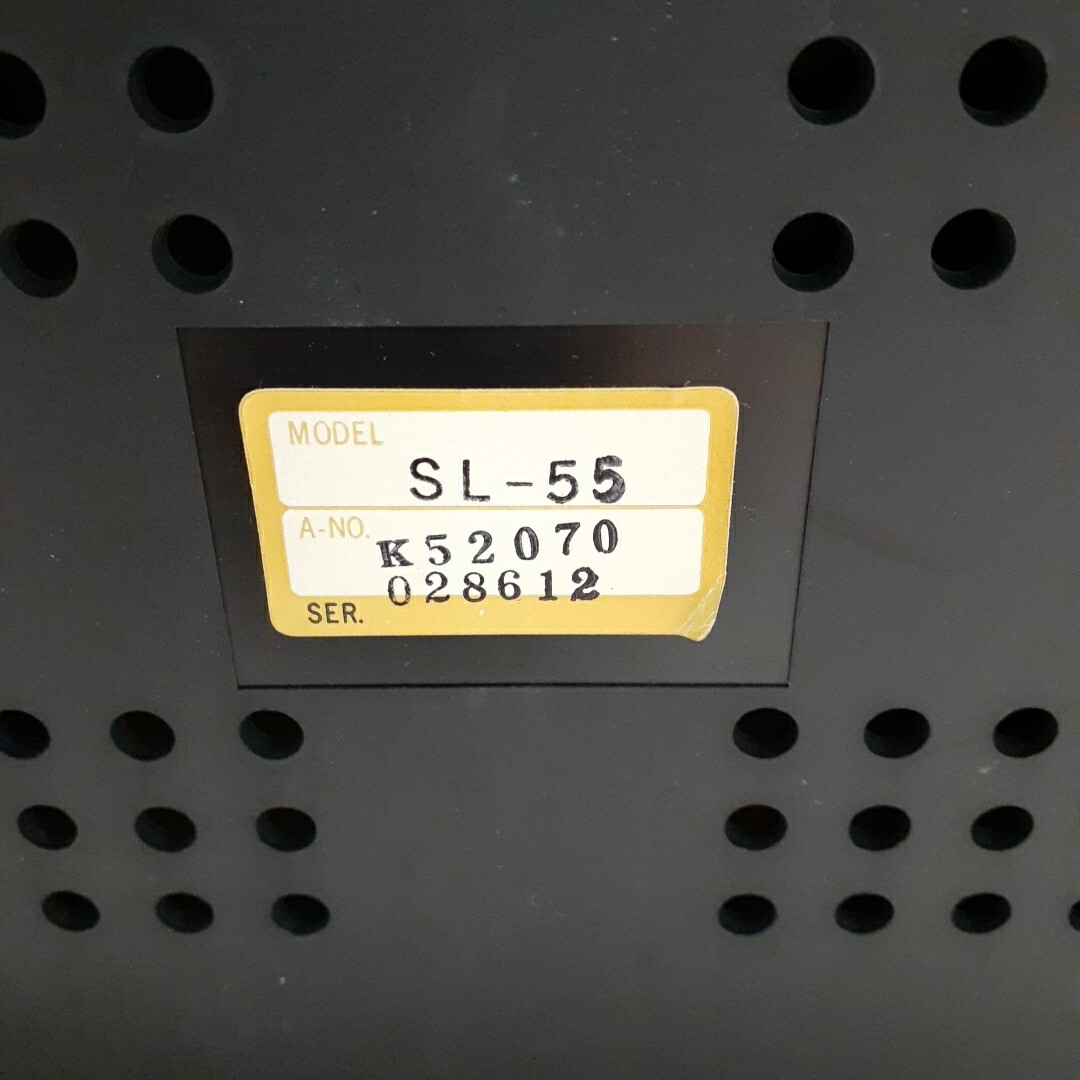 MODEL
SL-55
A-NO. K52070
028612
SER.